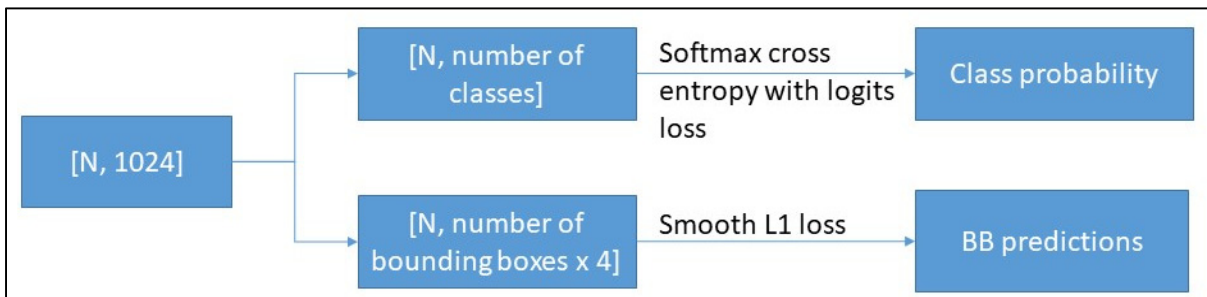 [N, 1024]
[N, number of
classes]
Softmax cross
entropy with logits
loss
Class probability
[N, number of
bounding boxes x 4]
Smooth L1 loss
BB predictions